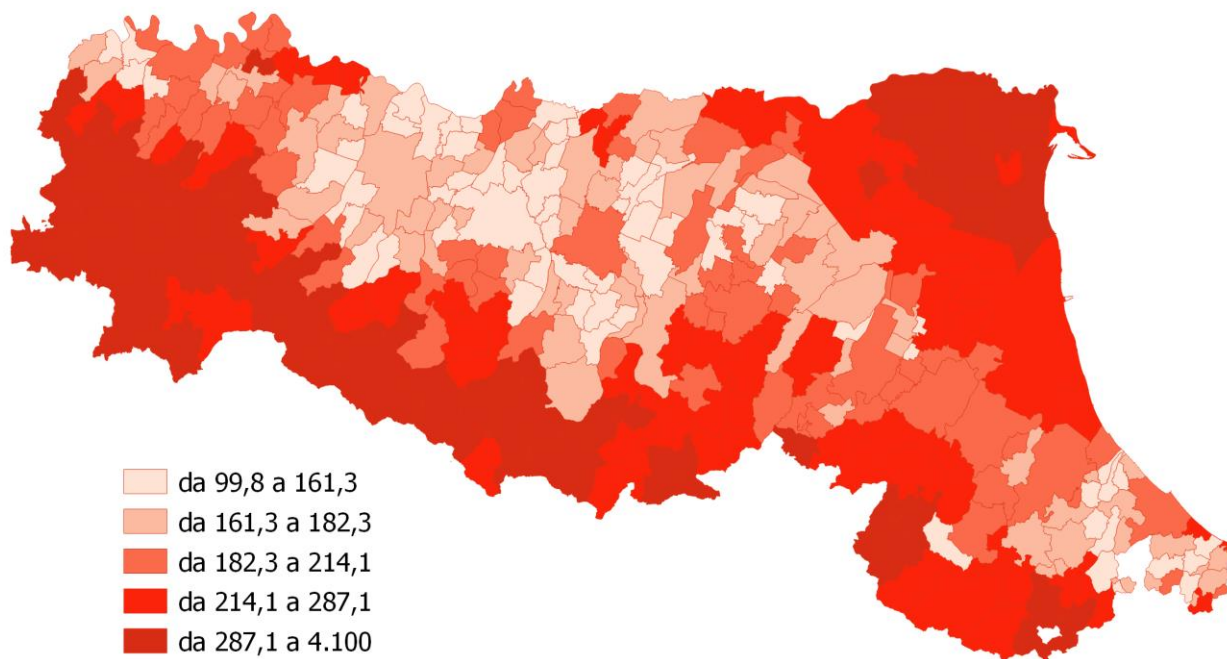 da 99,8 a 161,3
da 161,3 a 182,3
da 182,3 a 214,1
da 214,1 a 287,1
da 287,1 a 4.100